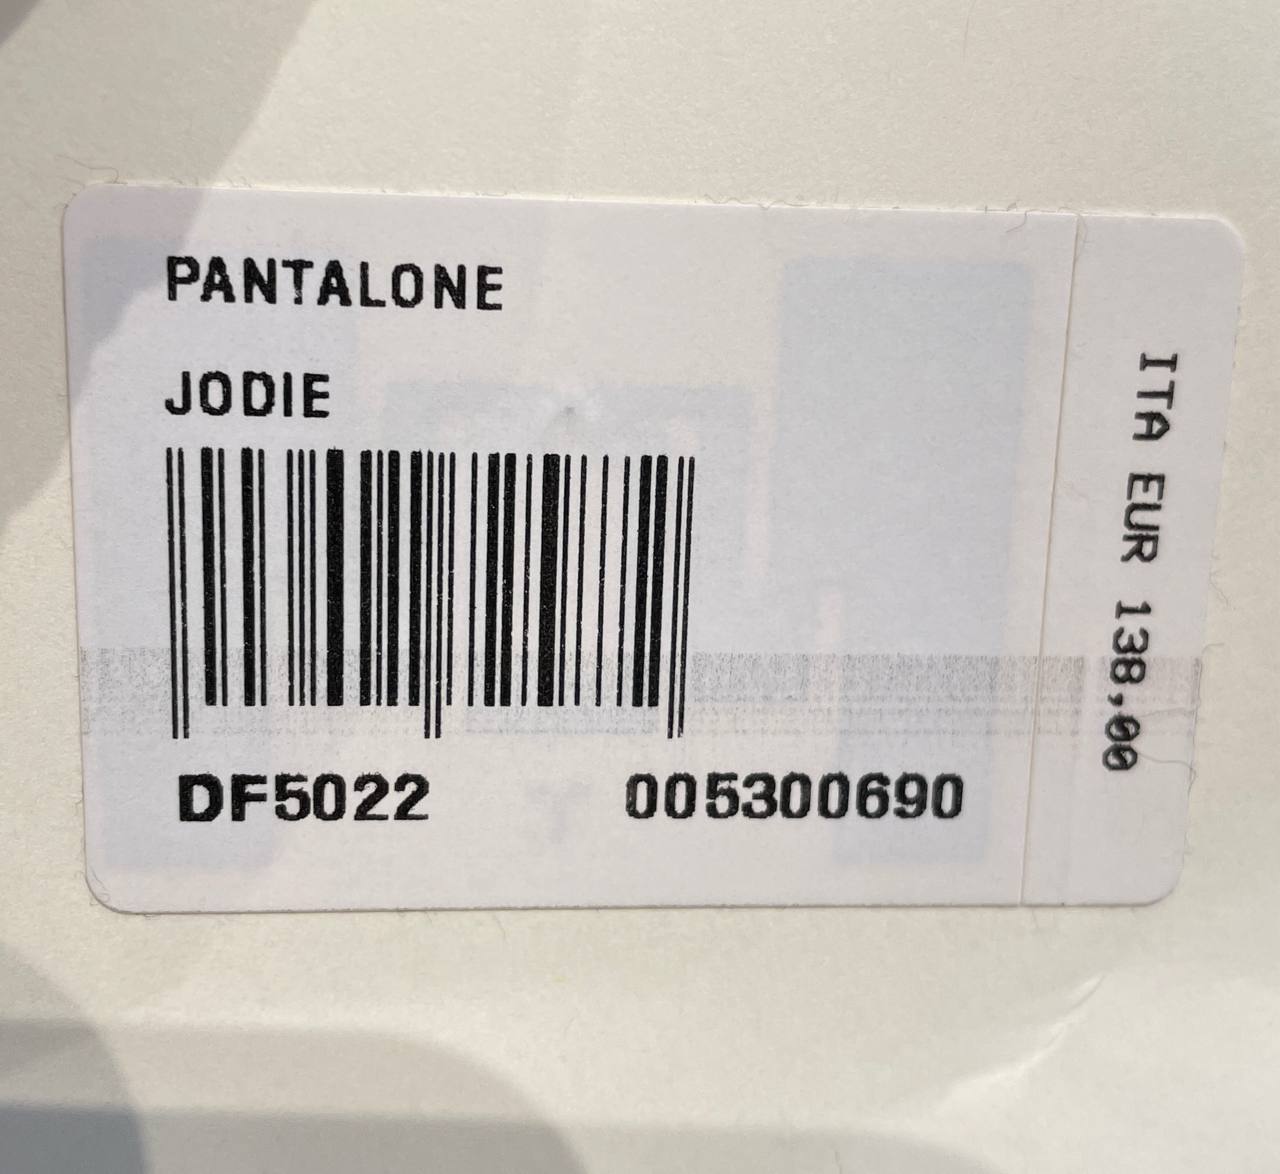 PANTALONE
JODIE
DF5022 005300690
ITA EUR 138,00